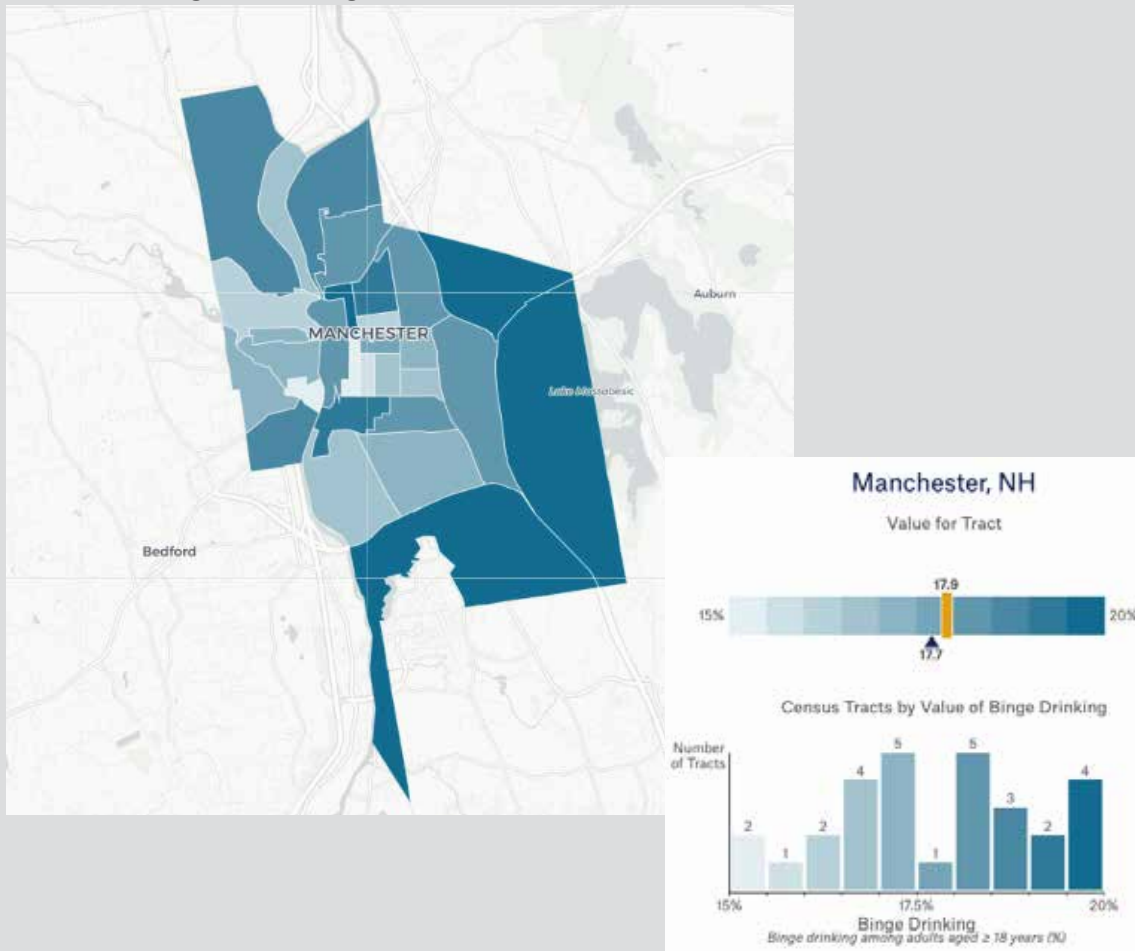 MANCHESTER
Auburn
Lake Massabesic
Bedford
Manchester, NH
Value for Tract
17.9
15%
20%
17.7
Census Tracts by Value of Binge Drinking
Number
of Tracts
2
1
2
4
5
1
5
3
2
4
15%
17.5%
20%
Binge Drinking
Binge drinking among adults aged ≥ 18 years (%)